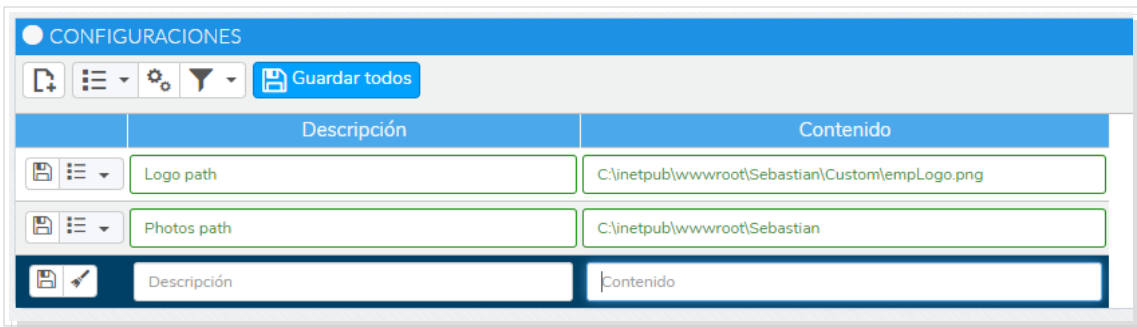 CONFIGURACIONES
Guardar todos
Descripción Contenido
Logo path C:\inetpub\wwwroot\Sebastian\Custom\empLogo.png
Photos path C:\inetpub\wwwroot\Sebastian
Descripción Contenido